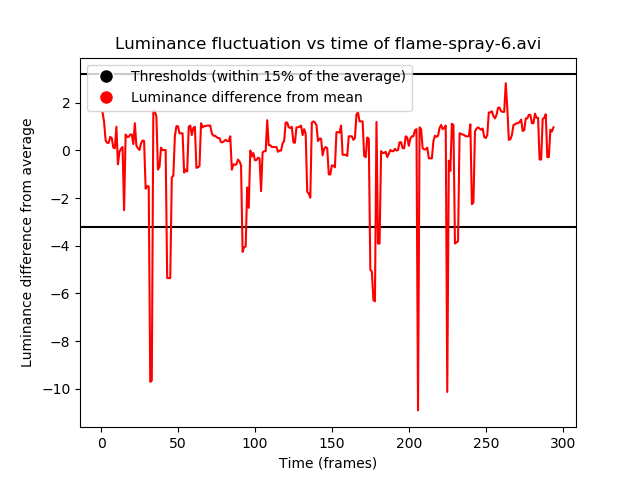 Luminance fluctuation vs time of flame-spray-6.avi
Thresholds (within 15% of the average)
Luminance difference from mean
Luminance difference from average
2
0
−2
−4
−6
−8
−10
0 50 100 150 200 250 300
Time (frames)